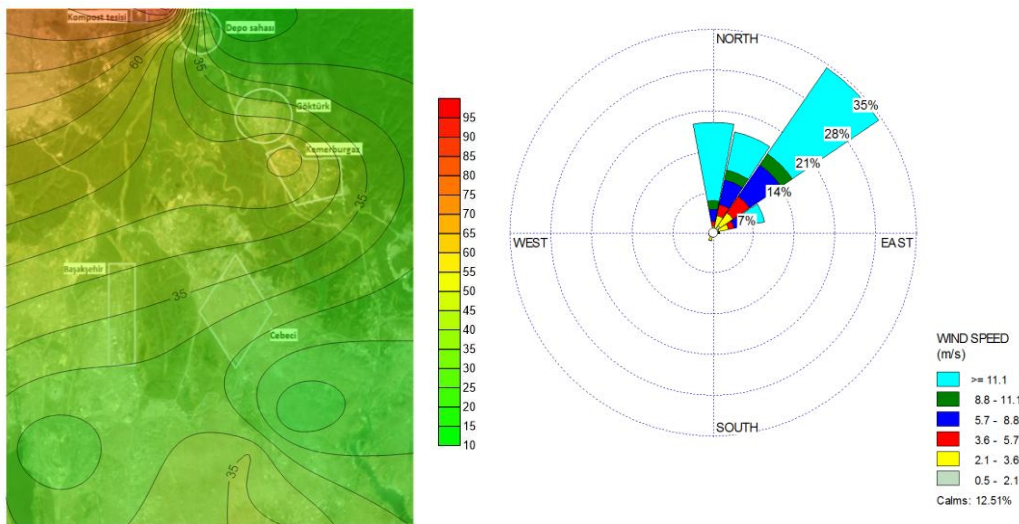 Kompost tesisi
Depo sahası
35
60
Göktürk
Kemerburgaz
35
Başakşehir
35
Cebeci
35
95
90
85
80
75
70
65
60
55
50
45
40
35
30
25
20
15
10
NORTH
35%
28%
21%
14%
7%
WEST
EAST
SOUTH
WIND SPEED
(m/s)
>= 11.1
8.8 - 11.1
5.7 - 8.8
3.6 - 5.7
2.1 - 3.6
0.5 - 2.1
Calms: 12.51%